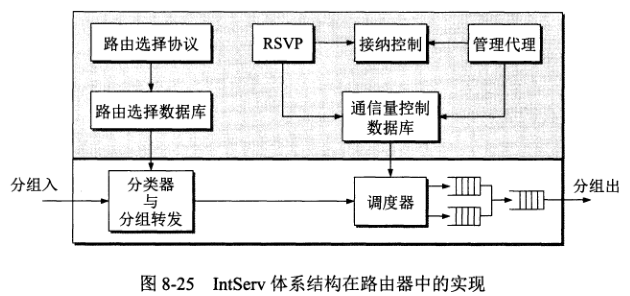 路由选择协议
RSVP
接纳控制
管理代理
路由选择数据库
通信量控制
数据库
分组入
分类器
与
分组转发
调度器
分组出
图 8-25 IntServ 体系结构在路由器中的实现